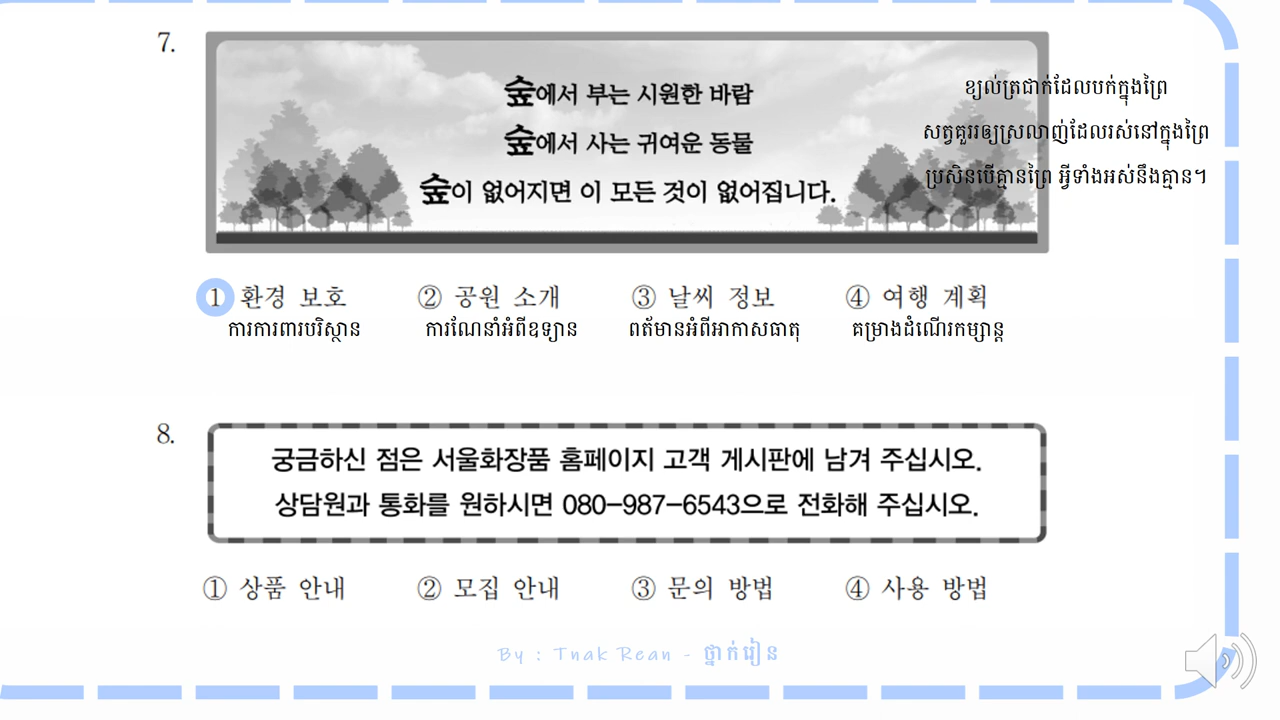 7.
숲에서 부는 시원한 바람
ខ្យល់ត្រជាក់ដែលបក់ក្នុងព្រៃ
숲에서 사는 귀여운 동물
សត្វគួរឲ្យស្រលាញ់ដែលរស់នៅក្នុងព្រៃ
숲이 없어지면 이 모든 것이 없어집니다.
ប្រសិនបើគ្មានព្រៃ អ្វីទាំងអស់នឹងគ្មាន។
① 환경 보호 ② 공원 소개 ③ 날씨 정보 ④ 여행 계획
ការការពារបរិស្ថាន ការណែនាំអំពីឧទ្យាន ពត័មានអំពីអាកាសធាតុ គម្រាងដំណើរកម្សាន្ត
8.
궁금하신 점은 서울화장품 홈페이지 고객 게시판에 남겨 주십시오.
상담원과 통화를 원하시면 080-987-6543으로 전화해 주십시오.
① 상품 안내 ② 모집 안내 ③ 문의 방법 ④ 사용 방법
By : Tnak Rean - ថ្នាក់រៀន